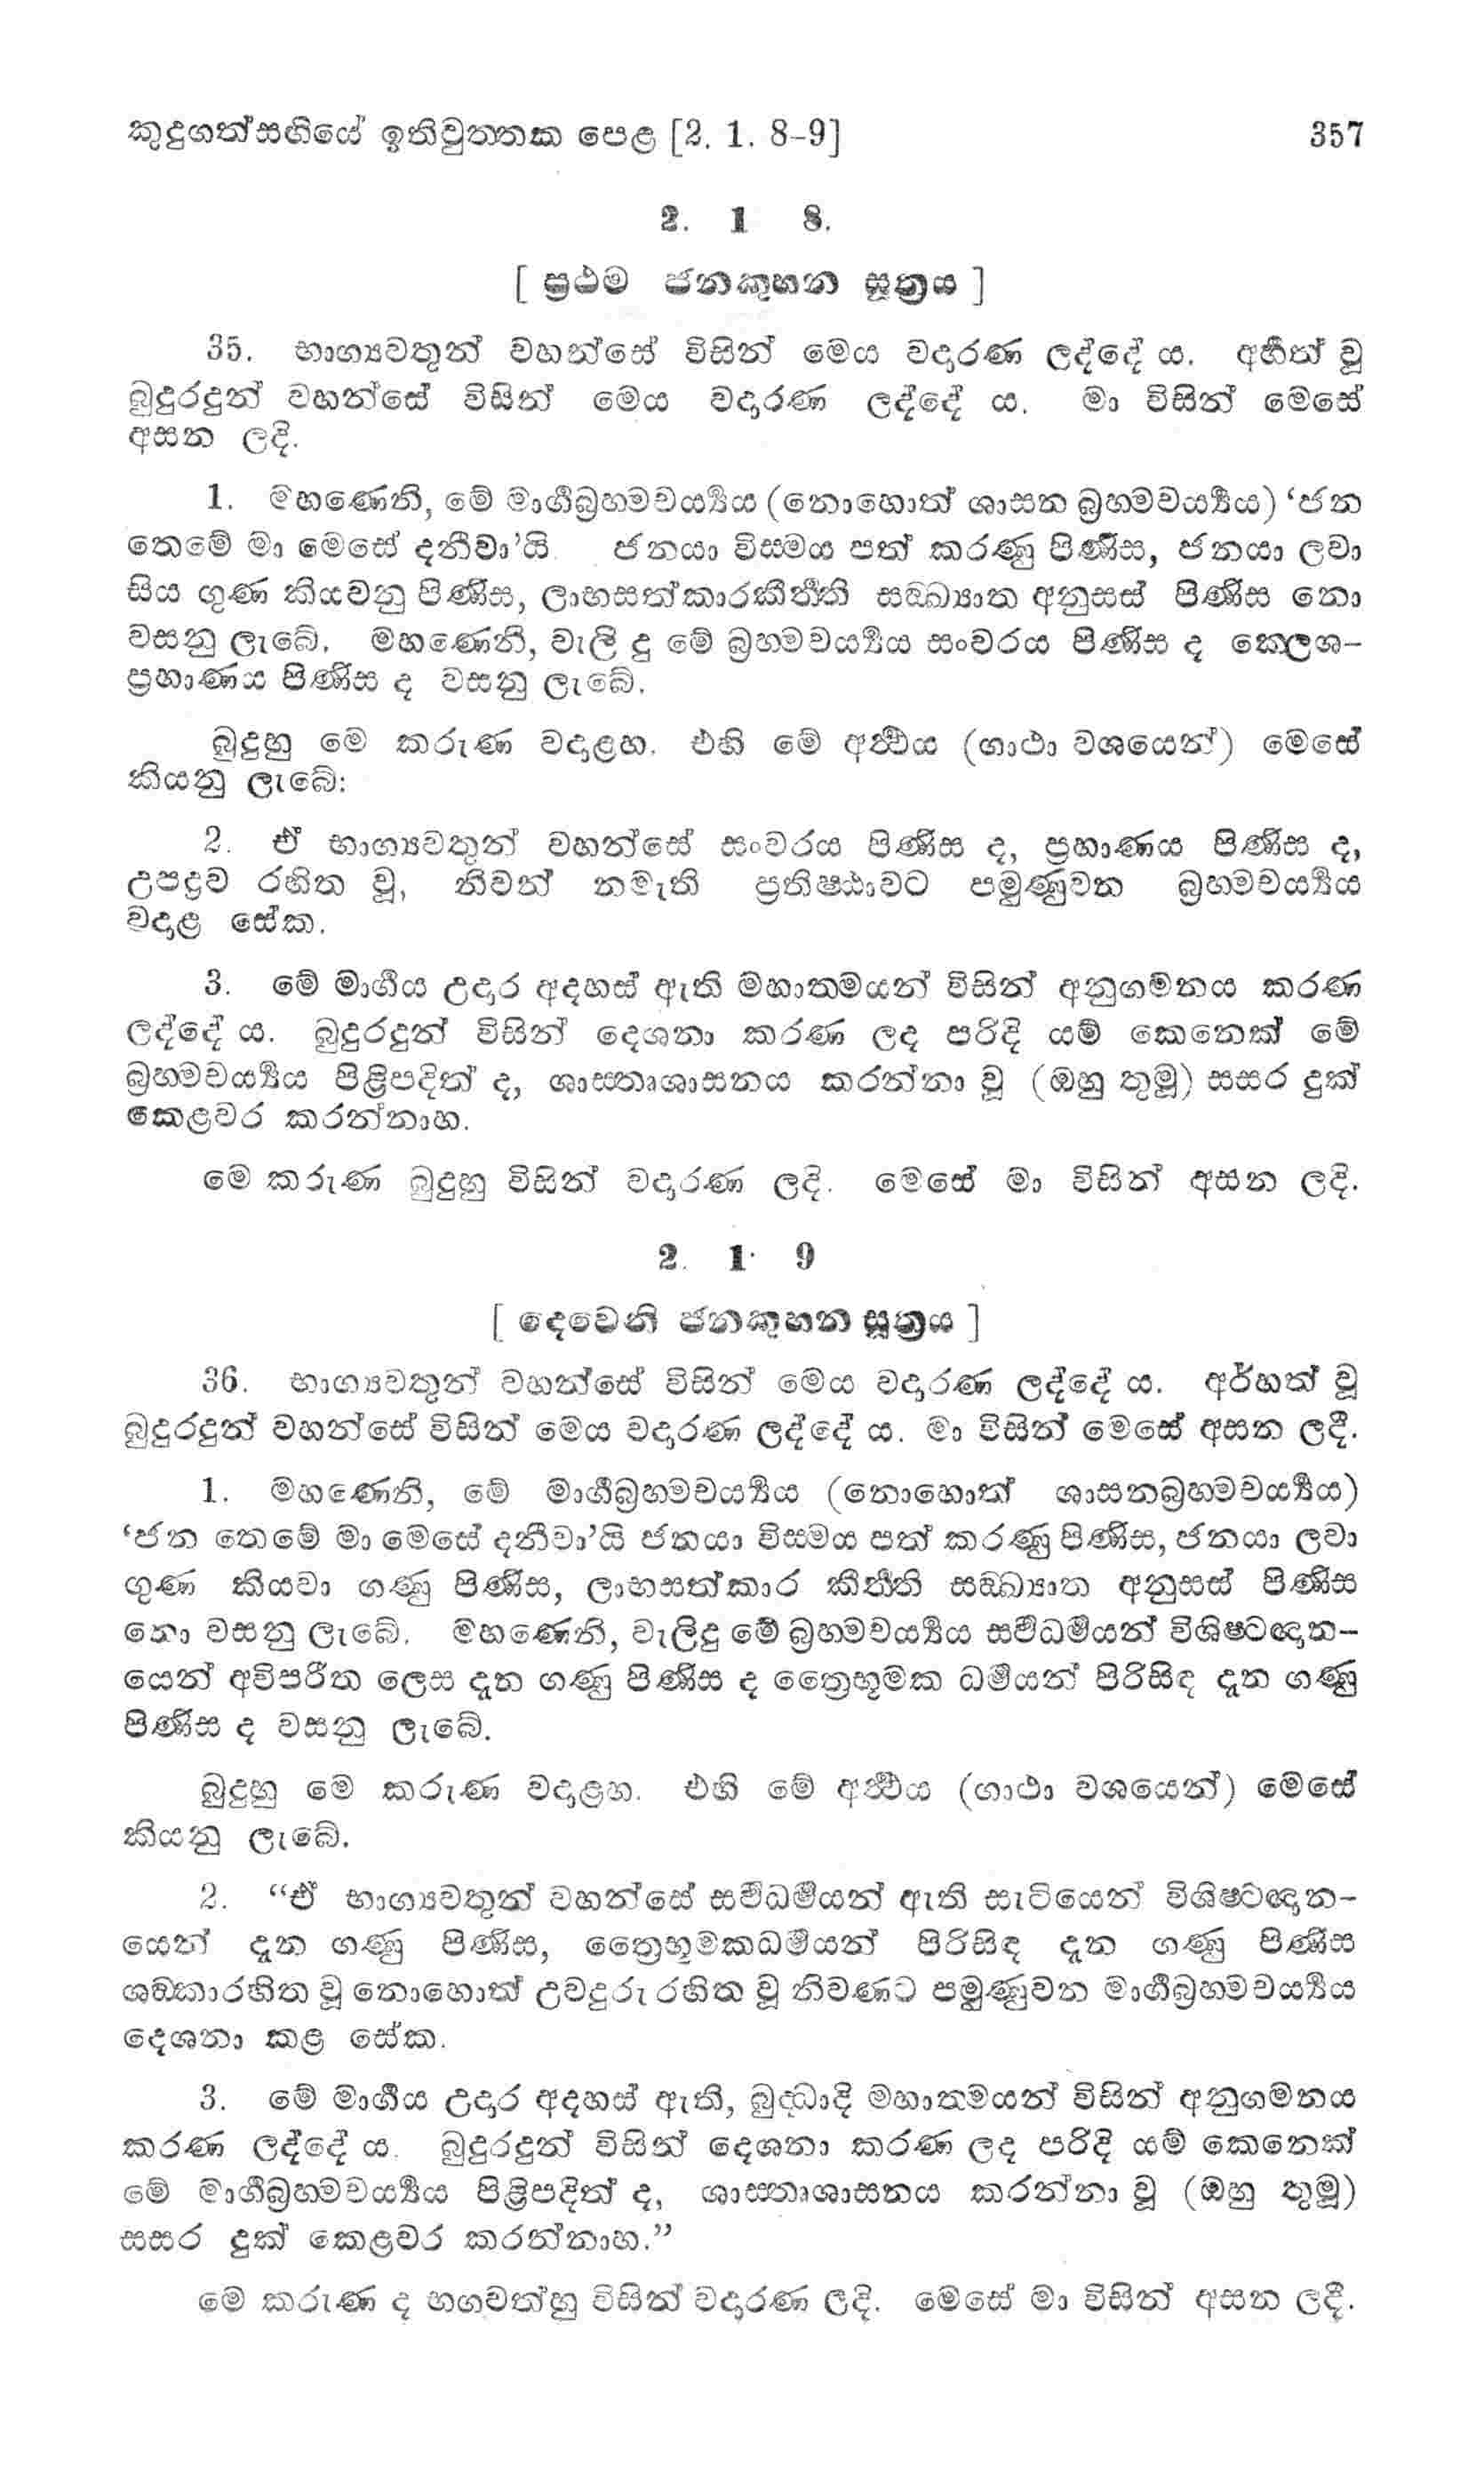 කුදුගත්සඟියේ ඉතිවුත්තක පෙළ [2. 1. 8-9] 357
2. 1 8.
[ ප්‍රථම ජනකුහන සූත්‍රය ]
35. භාග්‍යවතුන් වහන්සේ විසින් මෙය වදාරණ ලද්දේ ය. අර්හත් වූ
බුදුරදුන් වහන්සේ විසින් මෙය වදාරණ ලද්දේ ය. මා විසින් මෙසේ
අසන ලදි.
1. මහණෙනි, මේ මාර්ගබ්‍රහ්මචර්‍ය්‍යය (නොහොත් ශාසන බ්‍රහ්මචර්‍ය්‍යය) ‘ජන
තෙමේ මා මෙසේ දනීවා’යි ජනයා විස්මය පත් කරණු පිණිස, ජනයා ලවා
සිය ගුණ කියවනු පිණිස, ලාභසත්කාරකීර්ත්ති සඞ්ඛ්‍යාත අනුසස් පිණිස නො
වසනු ලැබේ. මහණෙනි, වැලි දු මේ බ්‍රහ්මචර්‍ය්‍යය සංවරය පිණිස ද ක්ලෙශ-
ප්‍රහාණය පිණිස ද වසනු ලැබේ.
බුදුහු මෙ කරුණ වදාළහ. එහි මේ අර්ත්‍ථය (ගාථා වශයෙන්) මෙසේ
කියනු ලැබේ:
2. ඒ භාග්‍යවතුන් වහන්සේ සංවරය පිණිස ද, ප්‍රහාණය පිණිස ද,
උපද්‍රව රහිත වූ, නිවන් නමැති ප්‍රතිෂ්ඨාවට පමුණුවන බ්‍රහ්මචර්‍ය්‍යය
වදාළ සේක.
3. මේ මාර්ගය උදාර අදහස් ඇති මහාත්මයන් විසින් අනුගමනය කරණ
ලද්දේ ය. බුදුරදුන් විසින් දෙශනා කරණ ලද පරිදි යම් කෙනෙක් මේ
බ්‍රහ්මචර්‍ය්‍යය පිළිපදිත් ද, ශාස්තෘශාසනය කරන්නා වූ (ඔහු තුමූ) සසර දුක්
කෙළවර කරන්නාහ.
මෙ කරුණ බුදුහු විසින් වදාරණ ලදි. මෙසේ මා විසින් අසන ලදි.
2. 1. 9
[ දෙවෙනි ජනකුහන සූත්‍රය ]
36. භාග්‍යවතුන් වහන්සේ විසින් මෙය වදාරණ ලද්දේ ය. අර්හත් වූ
බුදුරදුන් වහන්සේ විසින් මෙය වදාරණ ලද්දේ ය. මා විසින් මෙසේ අසන ලදී.
1. මහණෙනි, මේ මාර්ගබ්‍රහ්මචර්‍ය්‍යය (නොහොත් ශාසනබ්‍රහ්මචර්‍ය්‍යය)
‘ජන තෙමේ මා මෙසේ දනීවා’යි ජනයා විස්මය පත් කරණු පිණිස, ජනයා ලවා
ගුණ කියවා ගණු පිණිස, ලාභසත්කාර කීර්ත්ති සඞ්ඛ්‍යාත අනුසස් පිණිස
නො වසනු ලැබේ. මහණෙනි, වැලිදු මේ බ්‍රහ්මචර්‍ය්‍යය සර්වධර්මයන් විශිෂ්ටඥාන-
යෙන් අවිපරීත ලෙස දැන ගණු පිණිස ද ත්‍රෛභූමක ධර්මයන් පිරිසිඳ දැන ගණු
පිණිස ද වසනු ලැබේ.
බුදුහු මෙ කරුණ වදාළහ. එහි මේ අර්ත්‍ථය (ගාථා වශයෙන්) මෙසේ
කියනු ලැබේ.
2. “ඒ භාග්‍යවතුන් වහන්සේ සර්වධර්මයන් ඇති සැටියෙන් විශිෂ්ටඥාන-
යෙන් දැන ගණු පිණිස, ත්‍රෛභූමකධර්මයන් පිරිසිඳ දැන ගණු පිණිස
ශඞ්කාරහිත වූ නොහොත් උවදුරු රහිත වූ නිවණට පමුණුවන මාර්ගබ්‍රහ්මචර්‍ය්‍යය
දෙශනා කළ සේක.
3. මේ මාර්ගය උදාර අදහස් ඇති, බුද්ධාදි මහාත්මයන් විසින් අනුගමනය
කරණ ලද්දේ ය. බුදුරදුන් විසින් දෙශනා කරණ ලද පරිදි යම් කෙනෙක්
මේ මාර්ගබ්‍රහ්මචර්‍ය්‍යය පිළිපදිත් ද, ශාස්තෘශාසනය කරන්නා වූ (ඔහු තුමූ)
සසර දුක් කෙළවර කරන්නාහ.”
මෙ කරුණ ද භගවත්හු විසින් වදාරණ ලදි. මෙසේ මා විසින් අසන ලදී.